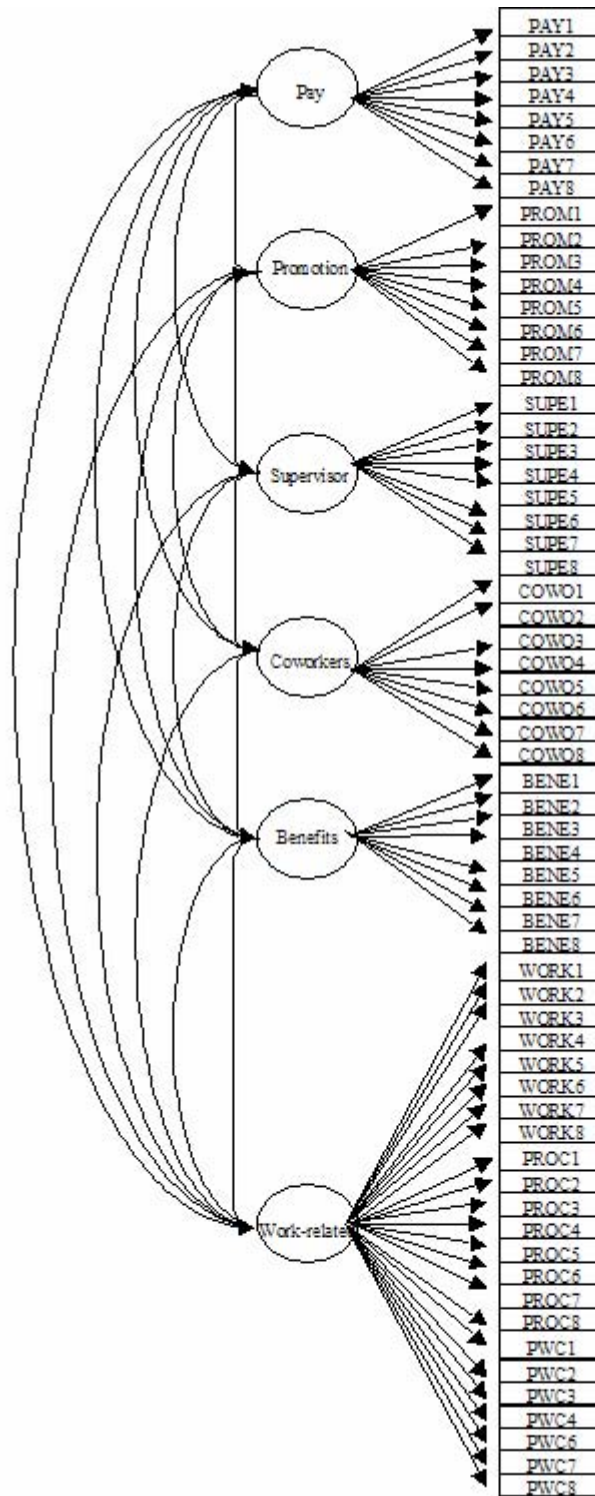 Pay
Promotion
Supervisor
Coworkers
Benefits
Work-relate
PAY1
PAY2
PAY3
PAY4
PAY5
PAY6
PAY7
PAY8
PROM1
PROM2
PROM3
PROM4
PROM5
PROM6
PROM7
PROM8
SUPE1
SUPE2
SUPE3
SUPE4
SUPE5
SUPE6
SUPE7
SUPE8
COWO1
COWO2
COWO3
COWO4
COWO5
COWO6
COWO7
COWO8
BENE1
BENE2
BENE3
BENE4
BENE5
BENE6
BENE7
BENE8
WORK1
WORK2
WORK3
WORK4
WORK5
WORK6
WORK7
WORK8
PROC1
PROC2
PROC3
PROC4
PROC5
PROC6
PROC7
PROC8
PWC1
PWC2
PWC3
PWC4
PWC6
PWC7
PWC8